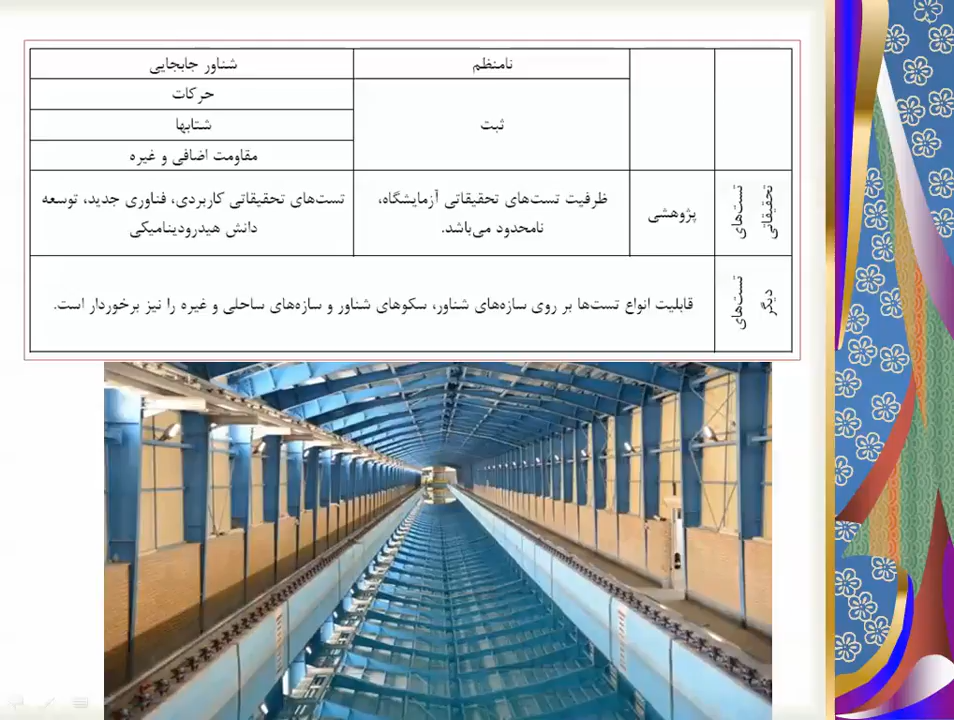 نامنظم
شناور جابجایی
ثبت
حرکات
شتابها
مقاومت اضافی و غیره
تست‌های
تحقیقاتی
پژوهشی
ظرفیت تست‌های تحقیقاتی آزمایشگاه،
نامحدود می‌باشد.
تست‌های تحقیقاتی کاربردی، فناوری جدید، توسعه
دانش هیدرودینامیکی
تست‌های
دیگر
قابلیت انواع تست‌ها بر روی سازه‌های شناور، سکوهای شناور و سازه‌های ساحلی و غیره را نیز برخوردار است.